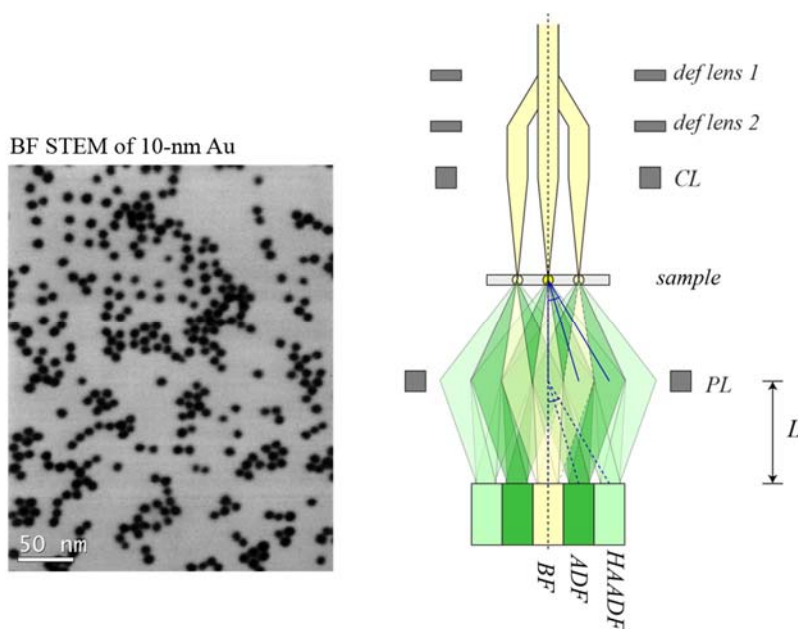 BF STEM of 10-nm Au
50 nm
def lens 1
def lens 2
CL
sample
PL
L
BF
ADF
HAADF